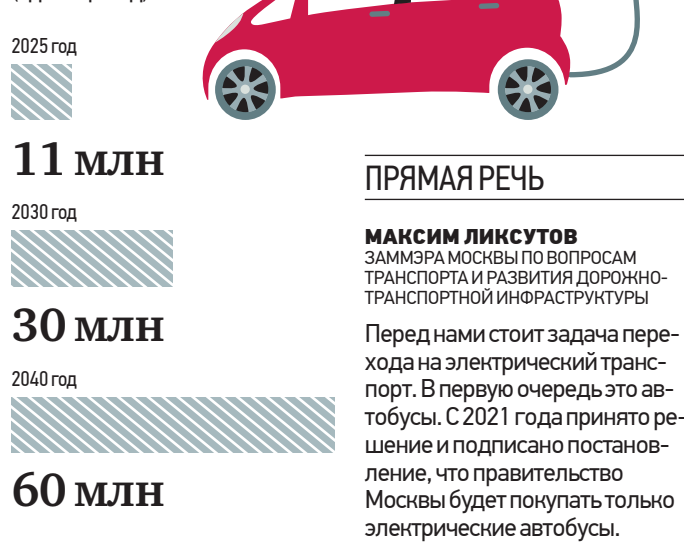 2025 год
11 млн
2030 год
30 млн
2040 год
60 млн
ПРЯМАЯ РЕЧЬ
МАКСИМ ЛИКСУТОВ
ЗАММЭРА МОСКВЫ ПО ВОПРОСАМ
ТРАНСПОРТА И РАЗВИТИЯ ДОРОЖНО-
ТРАНСПОРТНОЙ ИНФРАСТРУКТУРЫ
Перед нами стоит задача пере-
хода на электрический транс-
порт. В первую очередь это ав-
тобусы. С 2021 года принято ре-
шение и подписано постанов-
ление, что правительство
Москвы будет покупать только
электрические автобусы.